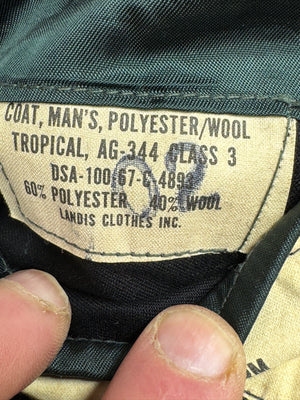 COAT, MAN'S, POLYESTER/WOOL
TROPICAL, AG-344 CLASS 3
DSA-100-67-C-4893
60% POLYESTER 40% WOOL
LANDIS CLOTHES INC.
02